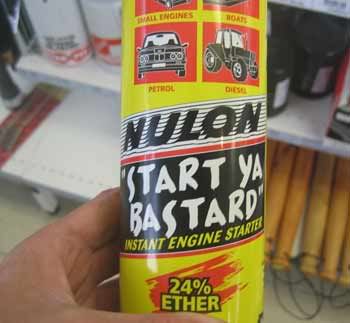 SMALL ENGINES BOATS
PETROL DIESEL
NULON
"START YA
BASTARD"
INSTANT ENGINE STARTER
24%
ETHER